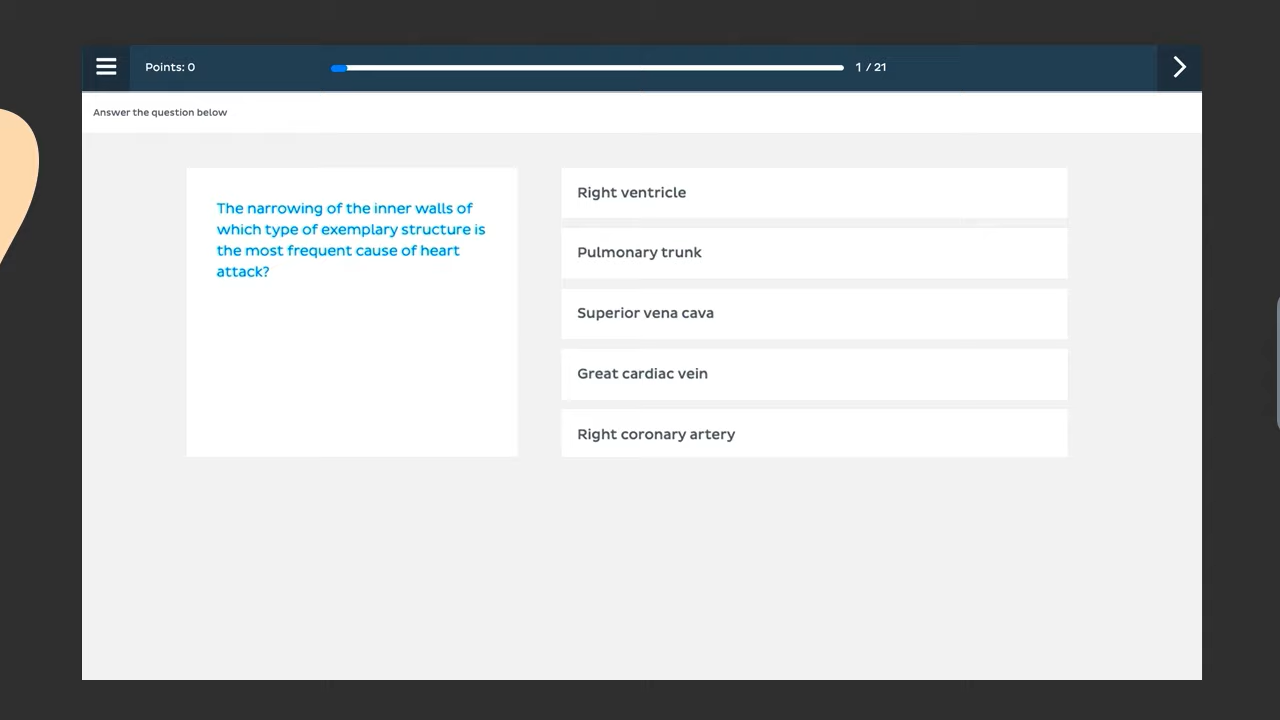 Points: 0
1 / 21
Answer the question below
The narrowing of the inner walls of
which type of exemplary structure is
the most frequent cause of heart
attack?
Right ventricle
Pulmonary trunk
Superior vena cava
Great cardiac vein
Right coronary artery